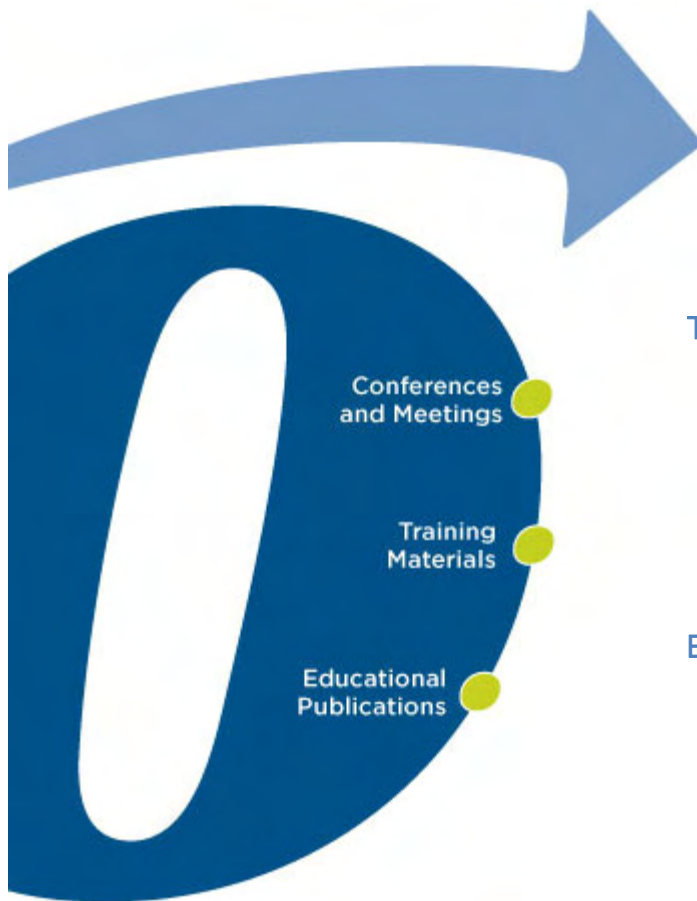 Conferences
and Meetings
Training
Materials
Educational
Publications